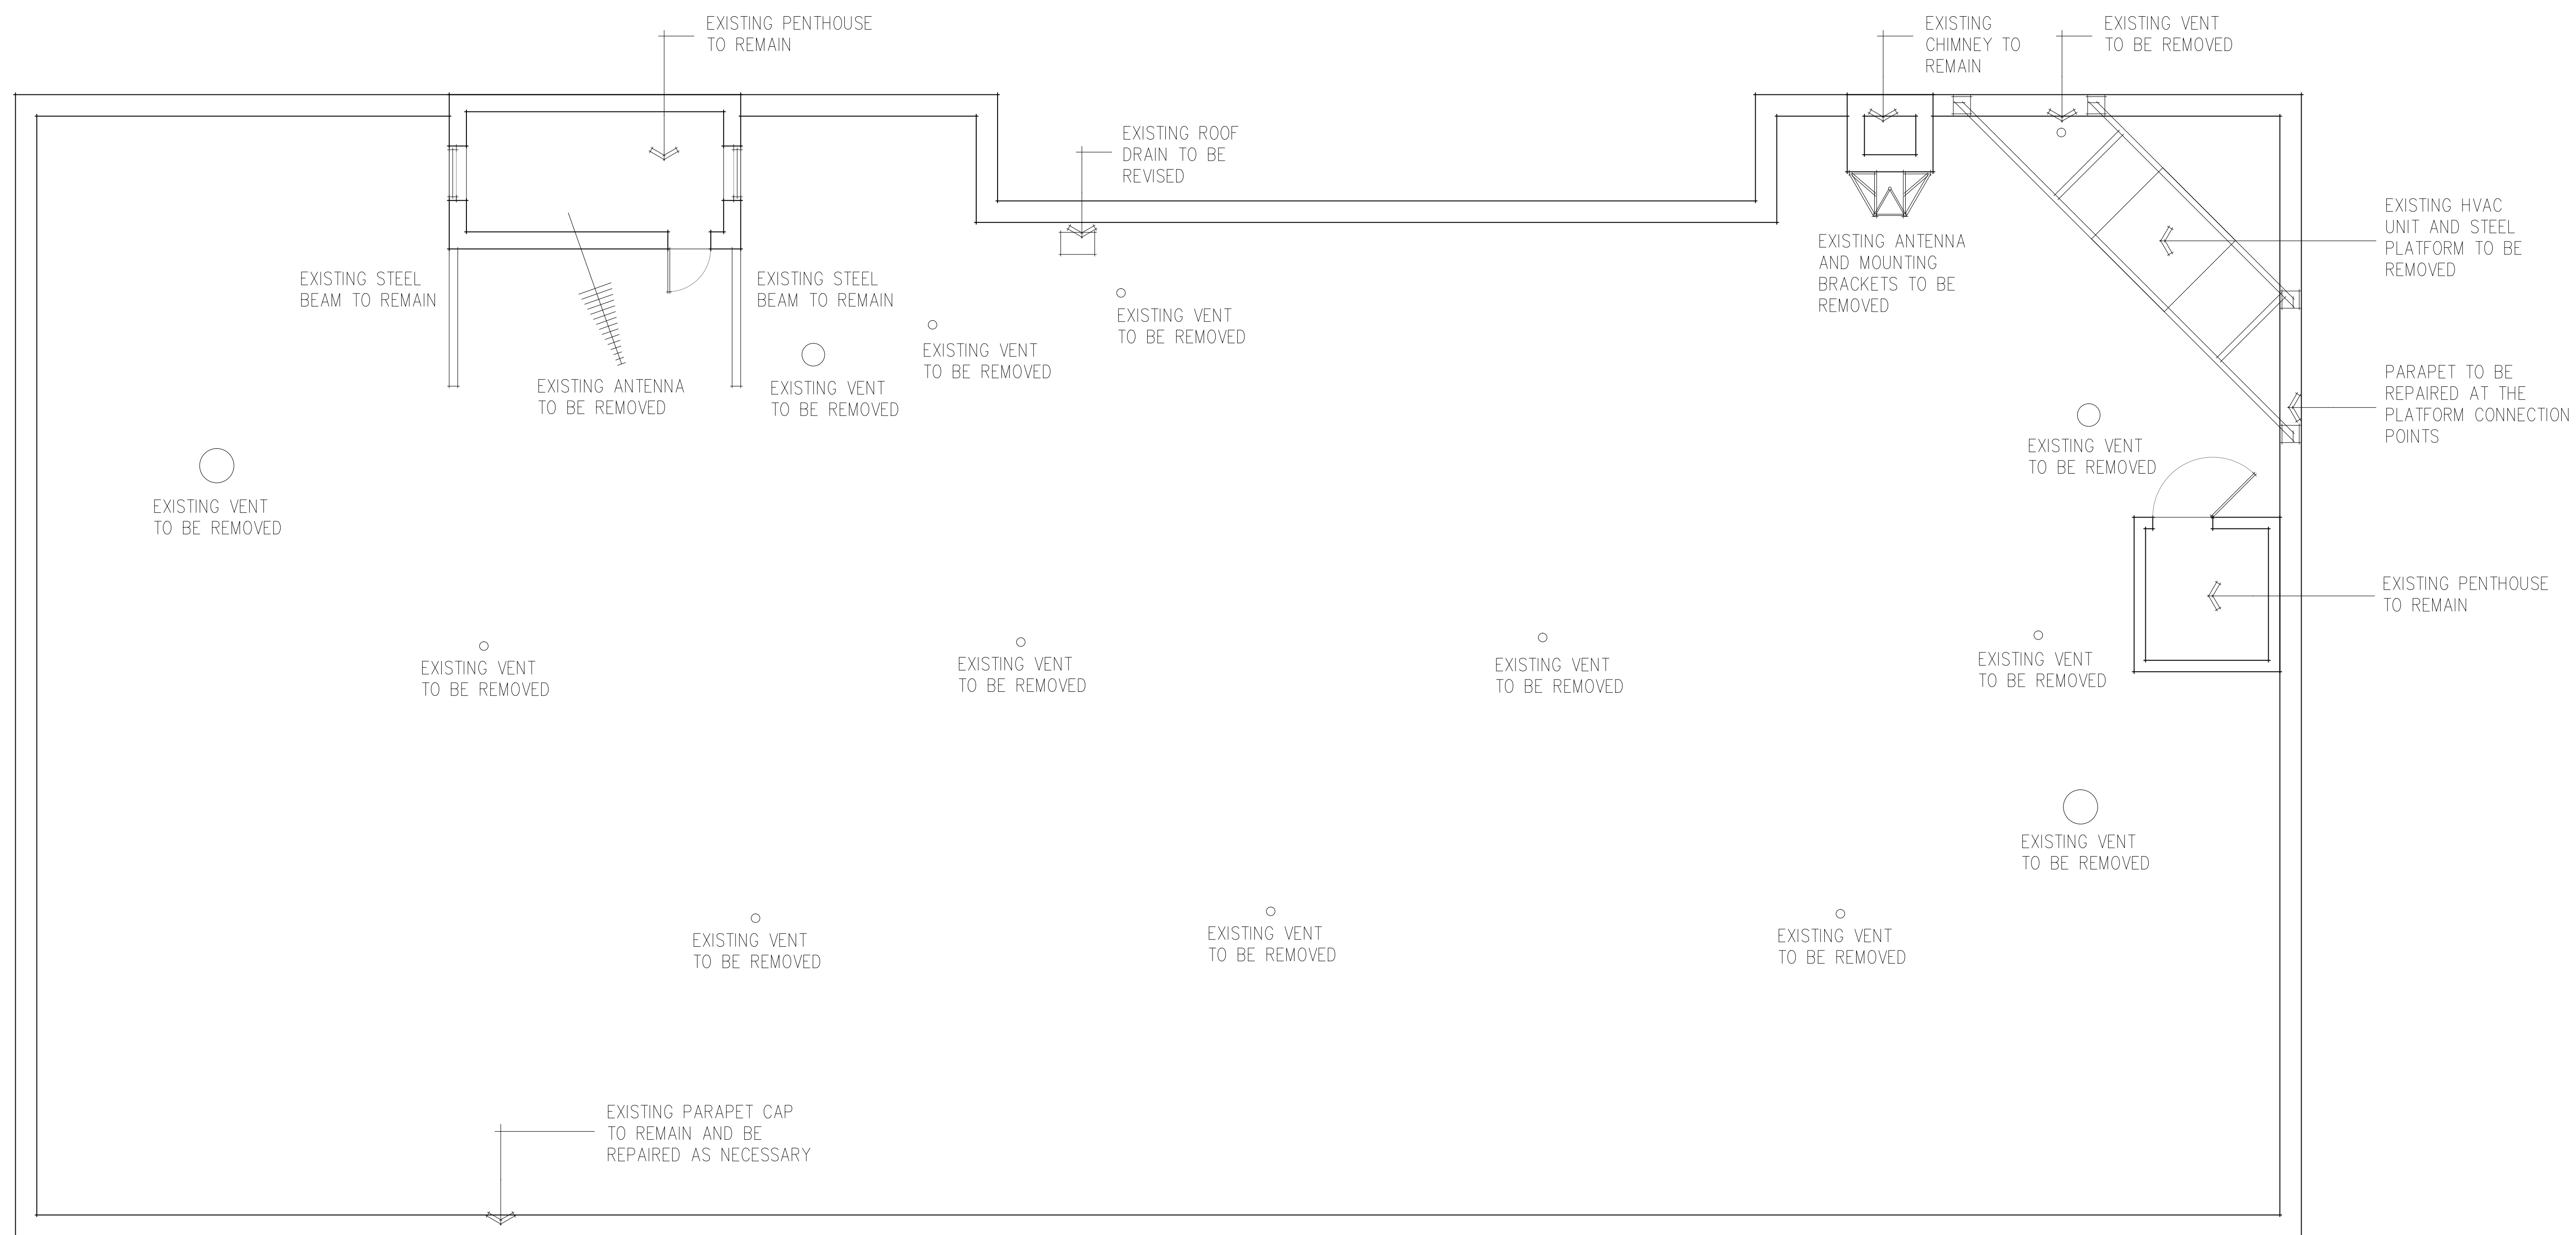 EXISTING PENTHOUSE
TO REMAIN
EXISTING
CHIMNEY TO
REMAIN
EXISTING VENT
TO BE REMOVED
EXISTING ROOF
DRAIN TO BE
REVISED
EXISTING HVAC
UNIT AND STEEL
PLATFORM TO BE
REMOVED
EXISTING ANTENNA
AND MOUNTING
BRACKETS TO BE
REMOVED
EXISTING STEEL
BEAM TO REMAIN
EXISTING STEEL
BEAM TO REMAIN
EXISTING VENT
TO BE REMOVED
EXISTING VENT
TO BE REMOVED
EXISTING ANTENNA
TO BE REMOVED
EXISTING VENT
TO BE REMOVED
PARAPET TO BE
REPAIRED AT THE
PLATFORM CONNECTION
POINTS
EXISTING VENT
TO BE REMOVED
EXISTING VENT
TO BE REMOVED
EXISTING PENTHOUSE
TO REMAIN
EXISTING VENT
TO BE REMOVED
EXISTING VENT
TO BE REMOVED
EXISTING VENT
TO BE REMOVED
EXISTING VENT
TO BE REMOVED
EXISTING VENT
TO BE REMOVED
EXISTING VENT
TO BE REMOVED
EXISTING VENT
TO BE REMOVED
EXISTING VENT
TO BE REMOVED
EXISTING PARAPET CAP
TO REMAIN AND BE
REPAIRED AS NECESSARY